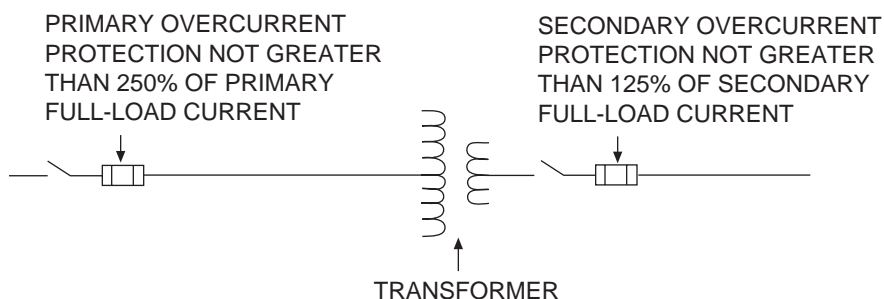 PRIMARY OVERCURRENT
PROTECTION NOT GREATER
THAN 250% OF PRIMARY
FULL-LOAD CURRENT
SECONDARY OVERCURRENT
PROTECTION NOT GREATER
THAN 125% OF SECONDARY
FULL-LOAD CURRENT
TRANSFORMER